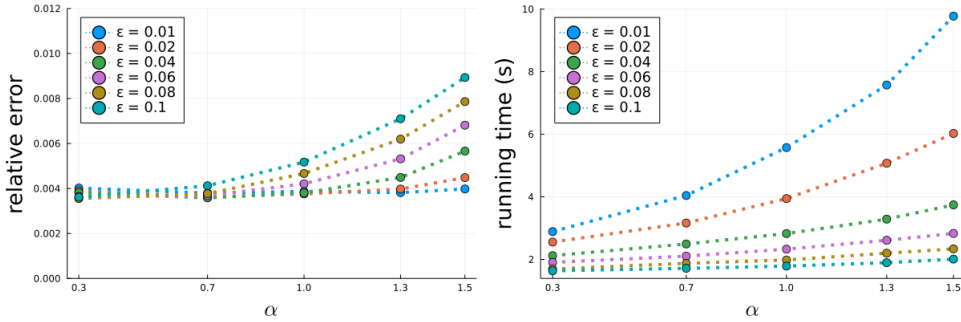 0.012
0.010
0.008
0.006
0.004
0.002
0.000
relative error
ε = 0.01
ε = 0.02
ε = 0.04
ε = 0.06
ε = 0.08
ε = 0.1
0.3 0.7 1.0 1.3 1.5
α
10
8
6
4
2
running time (s)
ε = 0.01
ε = 0.02
ε = 0.04
ε = 0.06
ε = 0.08
ε = 0.1
0.3 0.7 1.0 1.3 1.5
α